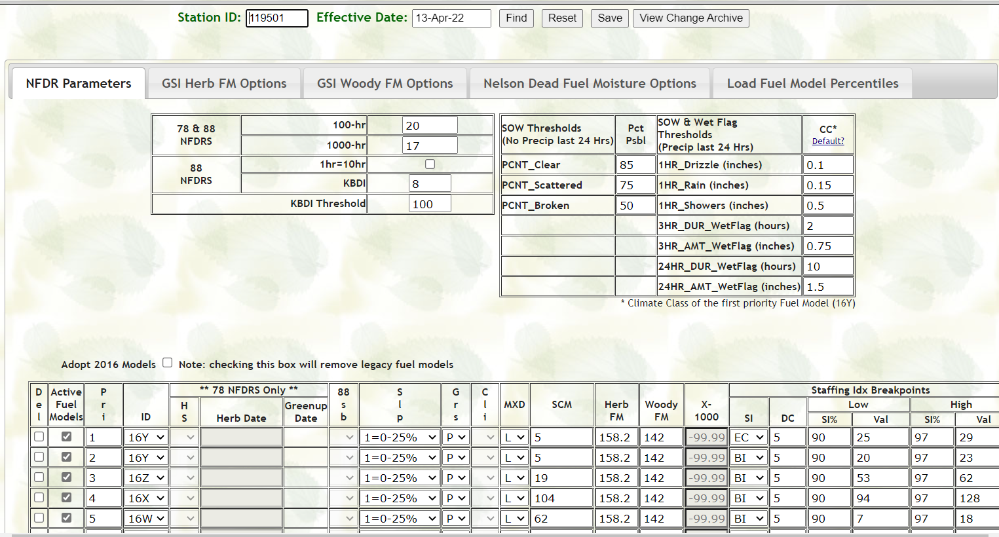 Station ID: 119501 Effective Date: 13-Apr-22 Find Reset Save View Change Archive
NFDR Parameters GSI Herb FM Options GSI Woody FM Options Nelson Dead Fuel Moisture Options Load Fuel Model Percentiles
78 & 88
NFDRS
100-hr 20
1000-hr 17
88
NFDRS
1hr=10hr
KBDI 8
KBDI Threshold 100
SOW Thresholds
(No Precip last 24 Hrs)
Pct
Psbl
SOW & Wet Flag
Thresholds
(Precip last 24 Hrs)
CC*
Default?
PCNT_Clear 85 1HR_Drizzle (inches) 0.1
PCNT_Scattered 75 1HR_Rain (inches) 0.15
PCNT_Broken 50 1HR_Showers (inches) 0.5
3HR_DUR_WetFlag (hours) 2
3HR_AMT_WetFlag (inches) 0.75
24HR_DUR_WetFlag (hours) 10
24HR_AMT_WetFlag (inches) 1.5
* Climate Class of the first priority Fuel Model (16Y)
Adopt 2016 Models Note: checking this box will remove legacy fuel models
D
e
l
Active
Fuel
Models
P
r
i
ID
** 78 NFDRS Only **
H
S
Herb Date
Greenup
Date
88
s
b
S
l
p
G
r
s
C
l
i
MXD
SCM
Herb
FM
Woody
FM
X-
1000
Staffing Idx Breakpoints
SI
DC
Low
SI% Val
High
SI% Val
1 16Y 1=0-25% P L 5 158.2 142 -99.99 EC 5 90 25 97 29
2 16Y 1=0-25% P L 5 158.2 142 -99.99 BI 5 90 20 97 23
3 16Z 1=0-25% P L 19 158.2 142 -99.99 BI 5 90 53 97 62
4 16X 1=0-25% P L 104 158.2 142 -99.99 BI 5 90 94 97 128
5 16W 1=0-25% P L 62 158.2 142 -99.99 BI 5 90 7 97 18